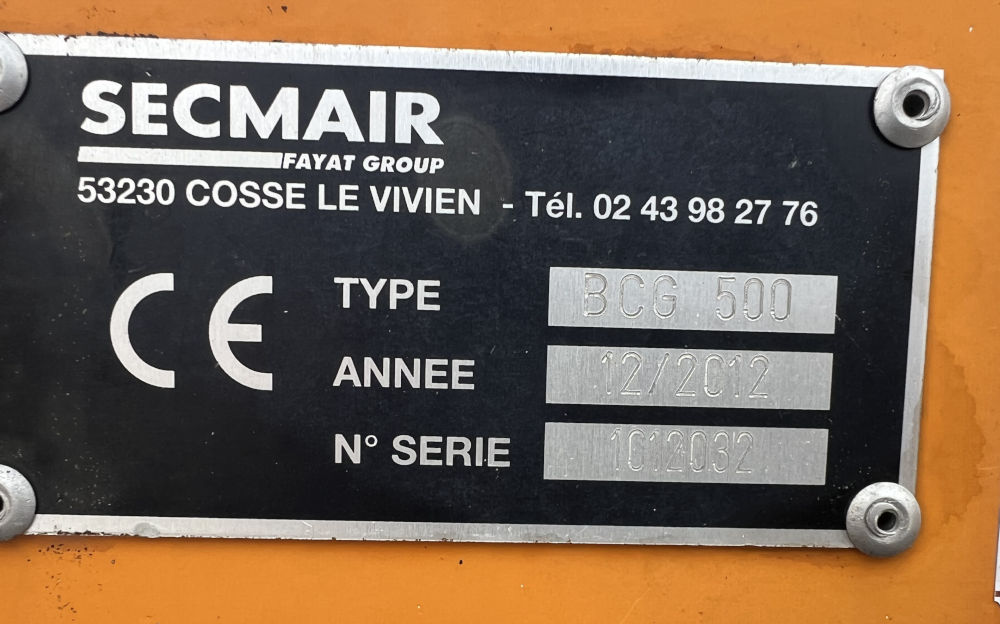 SECMAIR
FAYAT GROUP
53230 COSSE LE VIVIEN - Tél. 02 43 98 27 76
CE
TYPE BCG 500
ANNEE 12/2012
N° SERIE 1012032